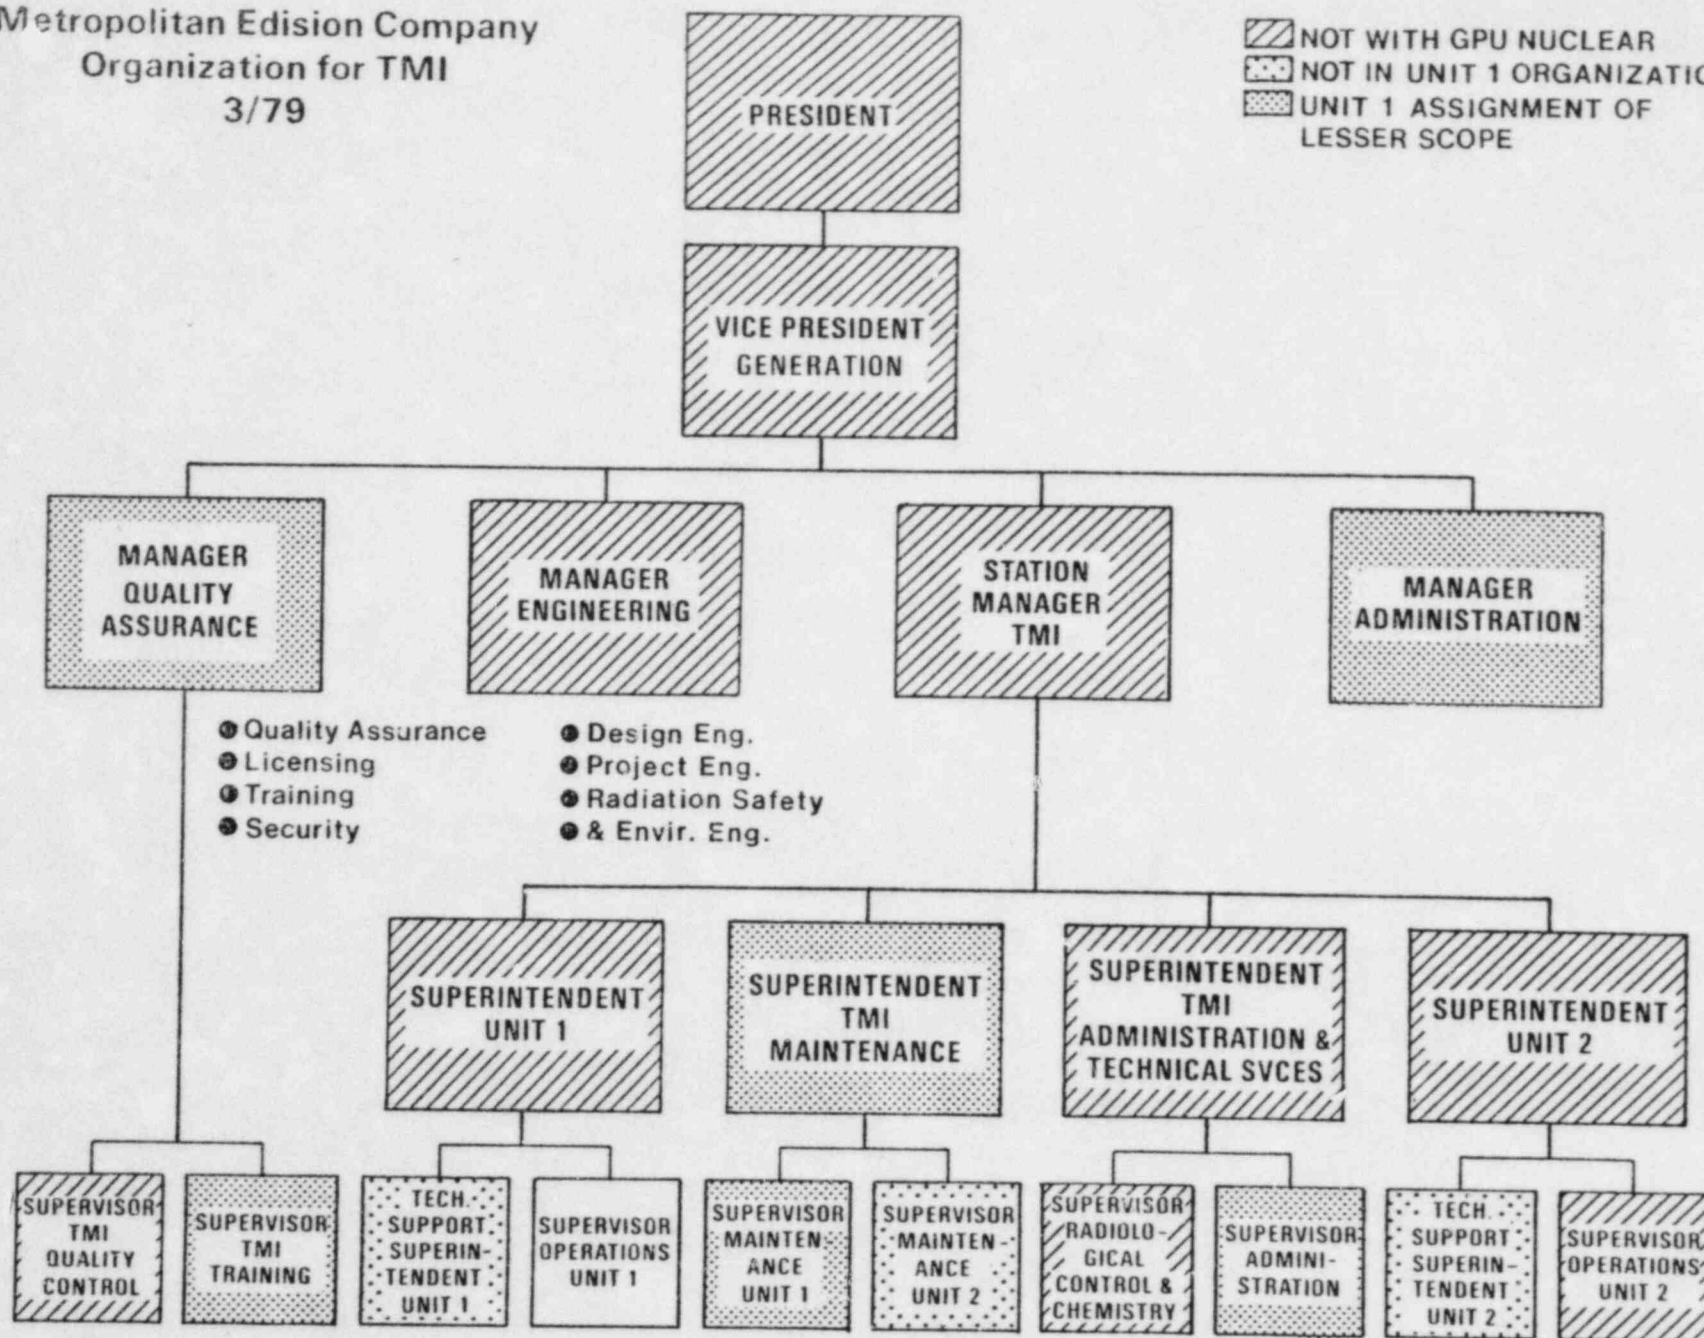 Metropolitan Edision Company
Organization for TMI
3/79
NOT WITH GPU NUCLEAR
NOT IN UNIT 1 ORGANIZATIO
UNIT 1 ASSIGNMENT OF
LESSER SCOPE
PRESIDENT
VICE PRESIDENT
GENERATION
MANAGER
QUALITY
ASSURANCE
MANAGER
ENGINEERING
STATION
MANAGER
TMI
MANAGER
ADMINISTRATION
Quality Assurance
Licensing
Training
Security
Design Eng.
Project Eng.
Radiation Safety
& Envir. Eng.
SUPERINTENDENT
UNIT 1
SUPERINTENDENT
TMI
MAINTENANCE
SUPERINTENDENT
TMI
ADMINISTRATION &
TECHNICAL SVCES
SUPERINTENDENT
UNIT 2
SUPERVISOR
TMI
QUALITY
CONTROL
SUPERVISOR
TMI
TRAINING
TECH.
SUPPORT
SUPERIN-
TENDENT
UNIT 1
SUPERVISOR
OPERATIONS
UNIT 1
SUPERVISOR
MAINTEN-
ANCE
UNIT 1
SUPERVISOR
MAINTEN-
ANCE
UNIT 2
SUPERVISOR
RADIOLO-
GICAL
CONTROL &
CHEMISTRY
SUPERVISOR
ADMINI-
STRATION
TECH.
SUPPORT
SUPERIN-
TENDENT
UNIT 2
SUPERVISOR
OPERATIONS
UNIT 2